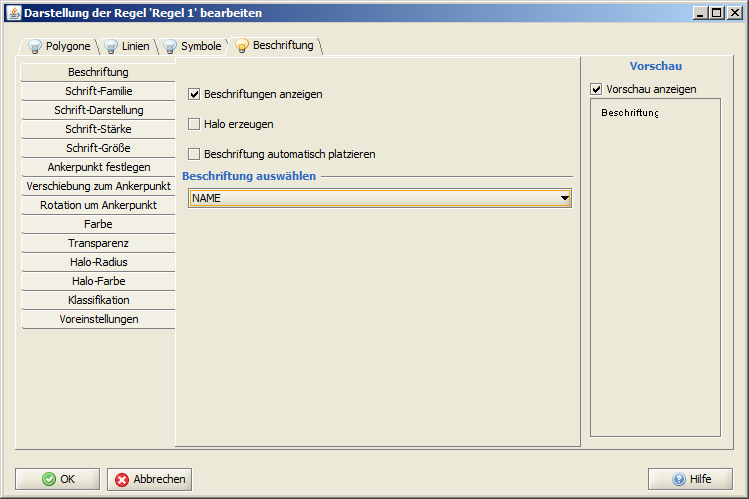 Darstellung der Regel 'Regel 1' bearbeiten
Polygone
Linien
Symbole
Beschriftung
Beschriftung
Schrift-Familie
Schrift-Darstellung
Schrift-Stärke
Schrift-Größe
Ankerpunkt festlegen
Verschiebung zum Ankerpunkt
Rotation um Ankerpunkt
Farbe
Transparenz
Halo-Radius
Halo-Farbe
Klassifikation
Voreinstellungen
Beschriftungen anzeigen
Halo erzeugen
Beschriftung automatisch platzieren
Beschriftung auswählen
NAME
Vorschau
Vorschau anzeigen
Beschriftung
OK
Abbrechen
Hilfe